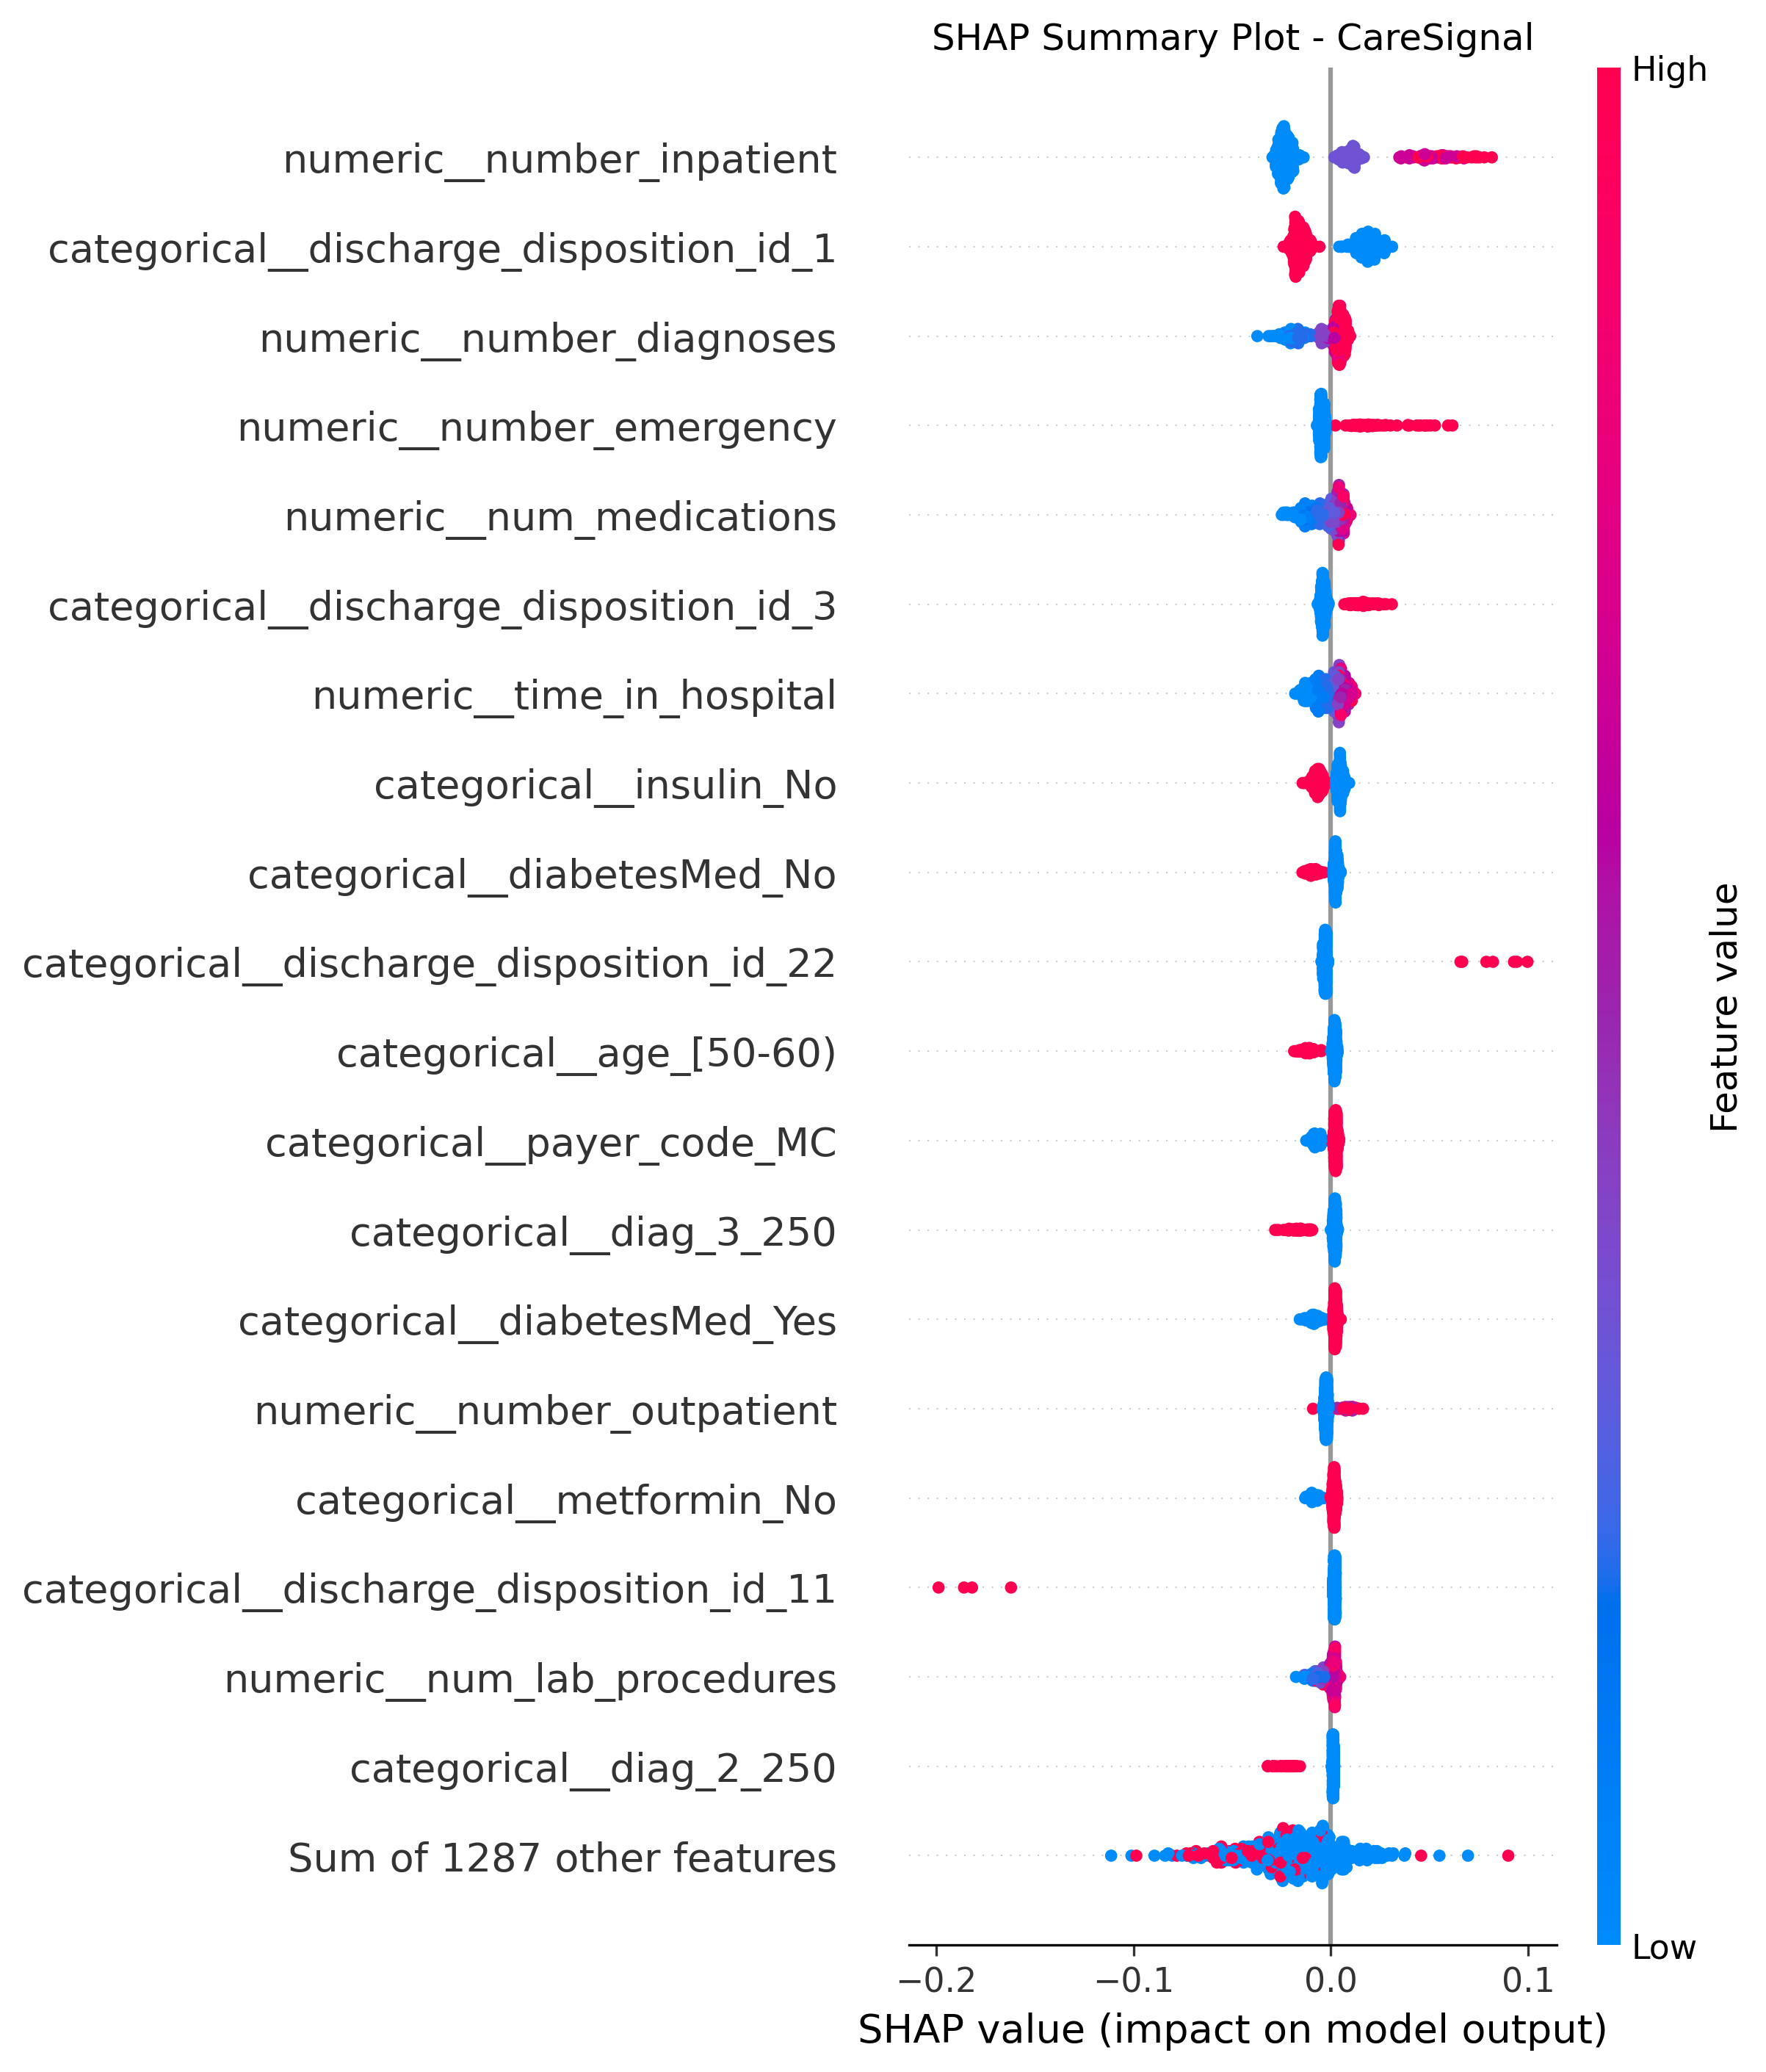 SHAP Summary Plot - CareSignal
High
numeric__number_inpatient
categorical__discharge_disposition_id_1
numeric__number_diagnoses
numeric__number_emergency
numeric__num_medications
categorical__discharge_disposition_id_3
numeric__time_in_hospital
categorical__insulin_No
categorical__diabetesMed_No
categorical__discharge_disposition_id_22
categorical__age_[50-60)
categorical__payer_code_MC
categorical__diag_3_250
categorical__diabetesMed_Yes
numeric__number_outpatient
categorical__metformin_No
categorical__discharge_disposition_id_11
numeric__num_lab_procedures
categorical__diag_2_250
Sum of 1287 other features
Feature value
Low
−0.2 −0.1 0.0 0.1
SHAP value (impact on model output)